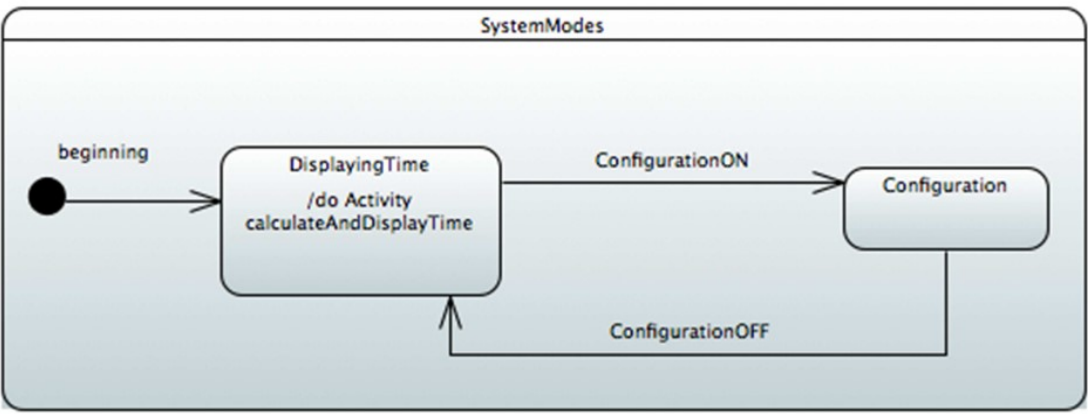 SystemModes
beginning
DisplayingTime
/do Activity
calculateAndDisplayTime
ConfigurationON
Configuration
ConfigurationOFF